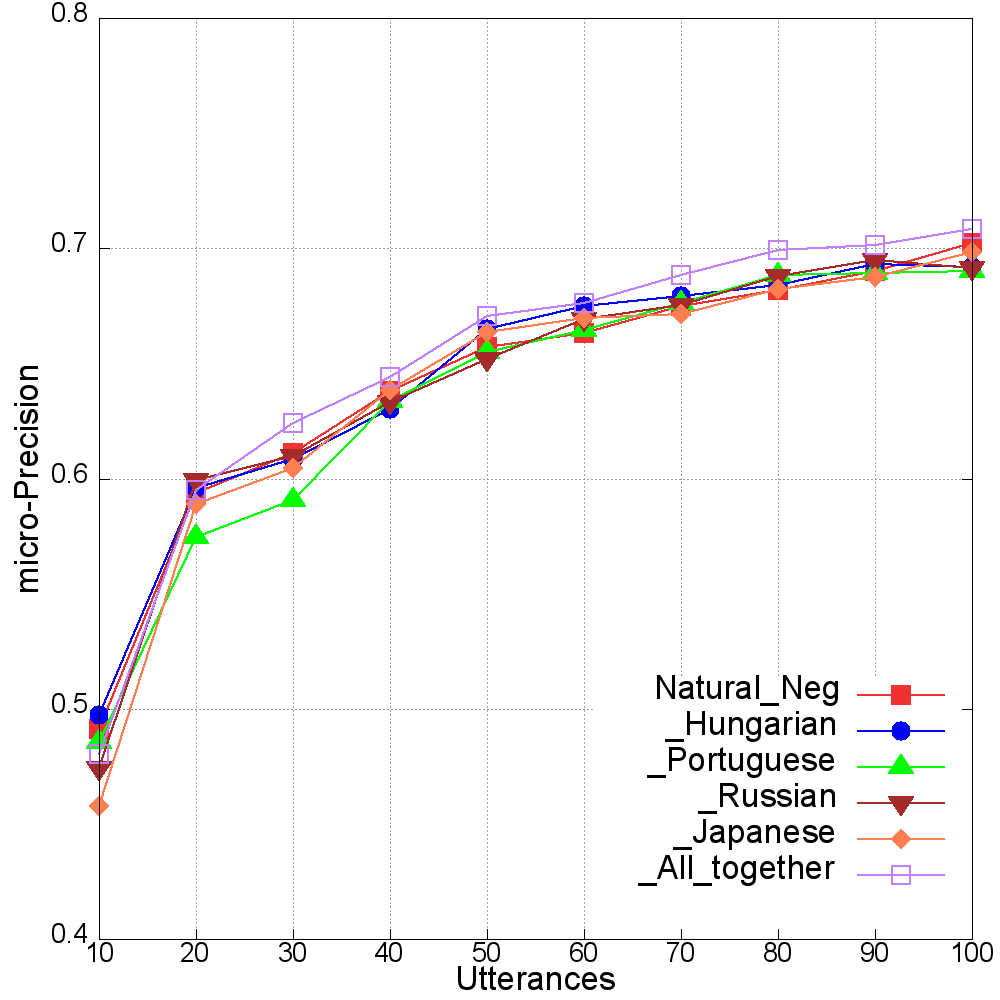 0.8
0.7
0.6
0.5
0.4
micro-Precision
10 20 30 40 50 60 70 80 90 100
Utterances
Natural_Neg
_Hungarian
_Portuguese
_Russian
_Japanese
_All_together